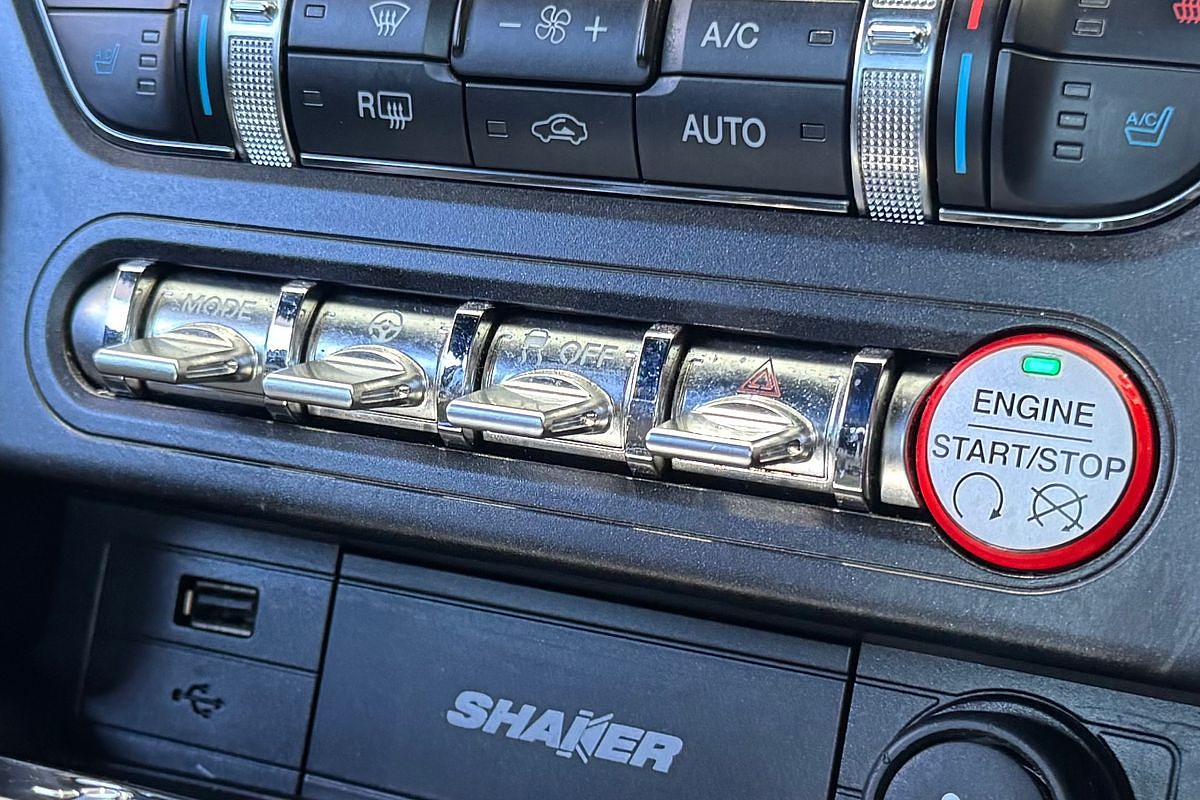 A/C
- +
A/C
R
AUTO
A/C
MODE
OFF
ENGINE
START/STOP
SHAKER